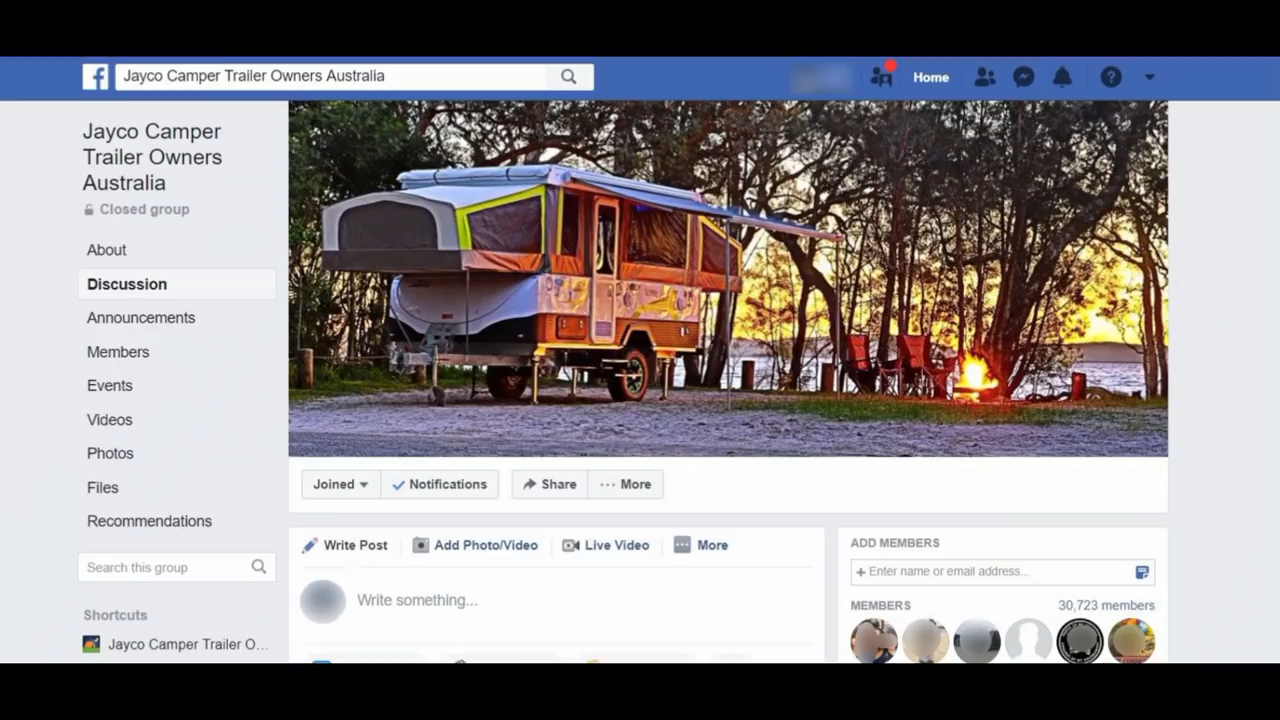 Jayco Camper Trailer Owners Australia
Home
Jayco Camper
Trailer Owners
Australia
Closed group
About
Discussion
Announcements
Members
Events
Videos
Photos
Files
Recommendations
Search this group
Shortcuts
Jayco Camper Trailer O...
Joined
Notifications
Share
More
Write Post
Add Photo/Video
Live Video
More
Write something...
ADD MEMBERS
+ Enter name or email address...
MEMBERS
30,723 members